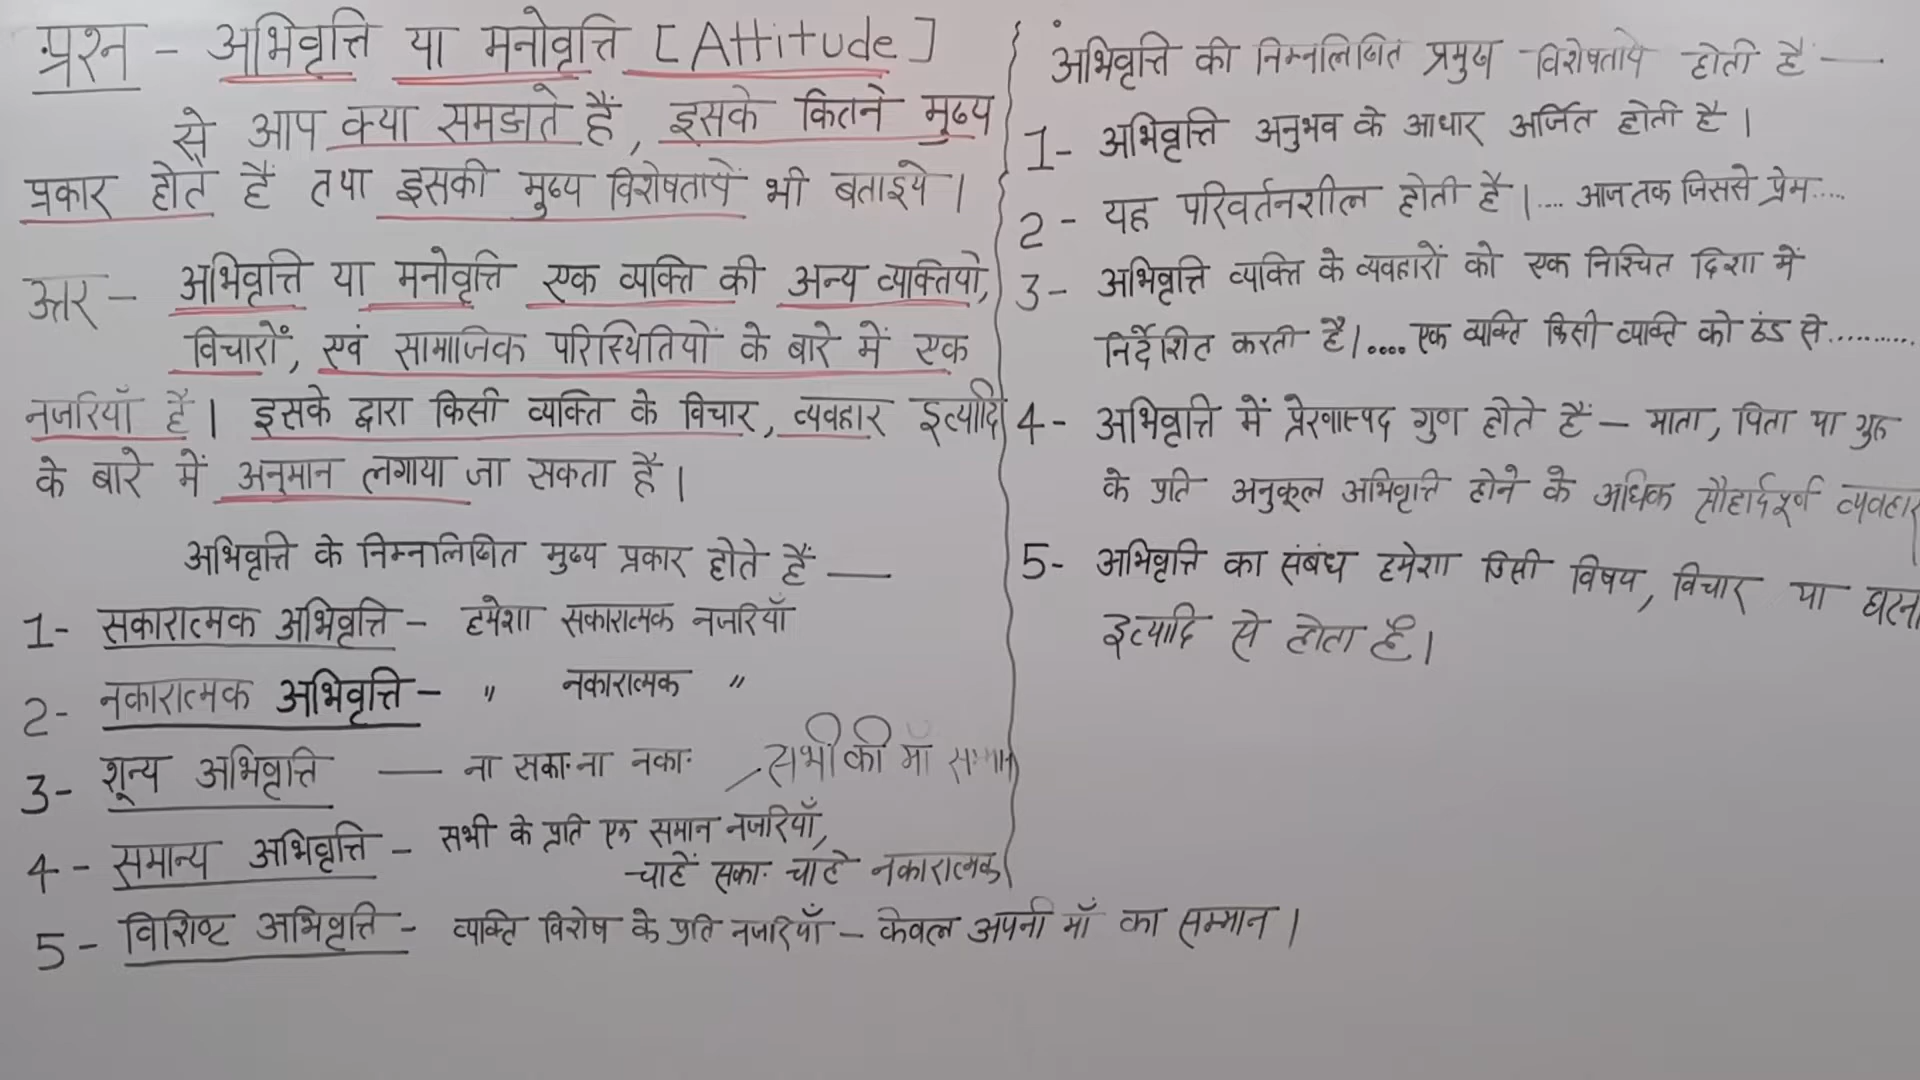 प्रश्न - अभिवृत्ति या मनोवृत्ति [Attitude]
से आप क्या समझते हैं, इसके कितने मुख्य
प्रकार होते हैं तथा इसकी मुख्य विशेषतायें भी बताइये।
उत्तर - अभिवृत्ति या मनोवृत्ति एक व्यक्ति की अन्य व्यक्तियों,
विचारों, एवं सामाजिक परिस्थितियों के बारे में एक
नजरियाँ है। इसके द्वारा किसी व्यक्ति के विचार, व्यवहार इत्यादि
के बारे में अनुमान लगाया जा सकता है।
अभिवृत्ति के निम्नलिखित मुख्य प्रकार होते हैं —
1- सकारात्मक अभिवृत्ति - हमेशा सकारात्मक नजरियाँ
2- नकारात्मक अभिवृत्ति - " नकारात्मक "
3- शून्य अभिवृत्ति — ना सका. ना नका.
सभी की माँ समान
4- समान्य अभिवृत्ति - सभी के प्रति एक समान नजरियाँ,
चाहें सका. चाहे नकारात्मक
5- विशिष्ट अभिवृत्ति - व्यक्ति विशेष के प्रति नजरियाँ - केवल अपनी माँ का सम्मान।
अभिवृत्ति की निम्नलिखित प्रमुख विशेषताये होती हैं —
1- अभिवृत्ति अनुभव के आधार अर्जित होती है।
2- यह परिवर्तनशील होती है।.... आज तक जिससे प्रेम....
3- अभिवृत्ति व्यक्ति के व्यवहारों को एक निश्चित दिशा में
निर्देशित करती है।.... एक व्यक्ति किसी व्यक्ति को ठंड से..........
4- अभिवृत्ति में प्रेरणास्पद गुण होते हैं - माता, पिता या गुरु
के प्रति अनुकूल अभिवृत्ति होने के अधिक सौहार्दपूर्ण व्यवहार
5- अभिवृत्ति का संबंध हमेशा किसी विषय, विचार या घटना
इत्यादि से होता है।